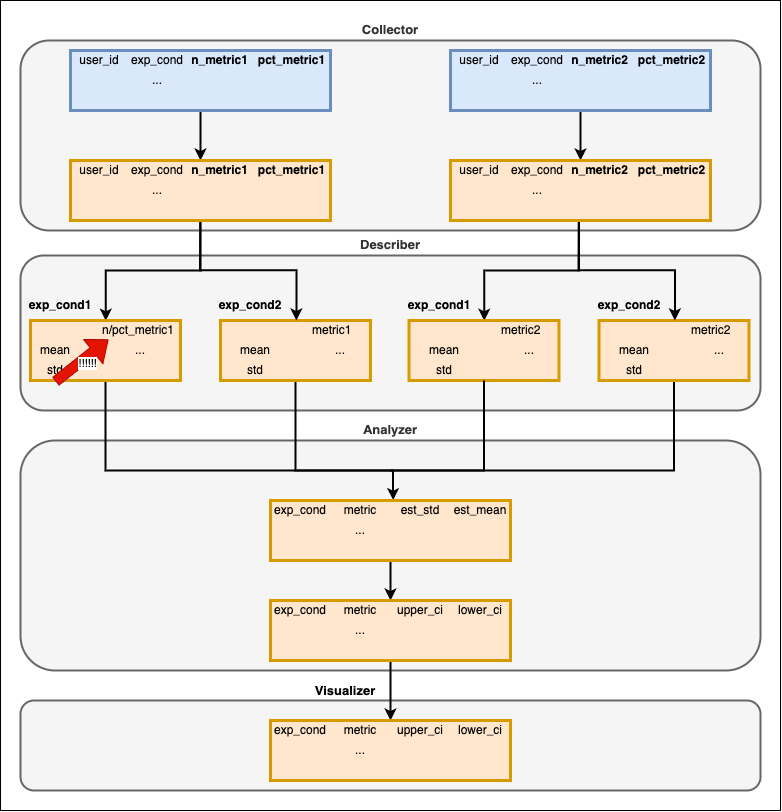 Collector
user_id exp_cond n_metric1 pct_metric1
...
user_id exp_cond n_metric2 pct_metric2
...
user_id exp_cond n_metric1 pct_metric1
...
user_id exp_cond n_metric2 pct_metric2
...
Describer
exp_cond1
n/pct_metric1
mean ...
std
!!!!!!
exp_cond2
metric1
mean ...
std
exp_cond1
metric2
mean ...
std
exp_cond2
metric2
mean ...
std
Analyzer
exp_cond metric est_std est_mean
...
exp_cond metric upper_ci lower_ci
...
Visualizer
exp_cond metric upper_ci lower_ci
...